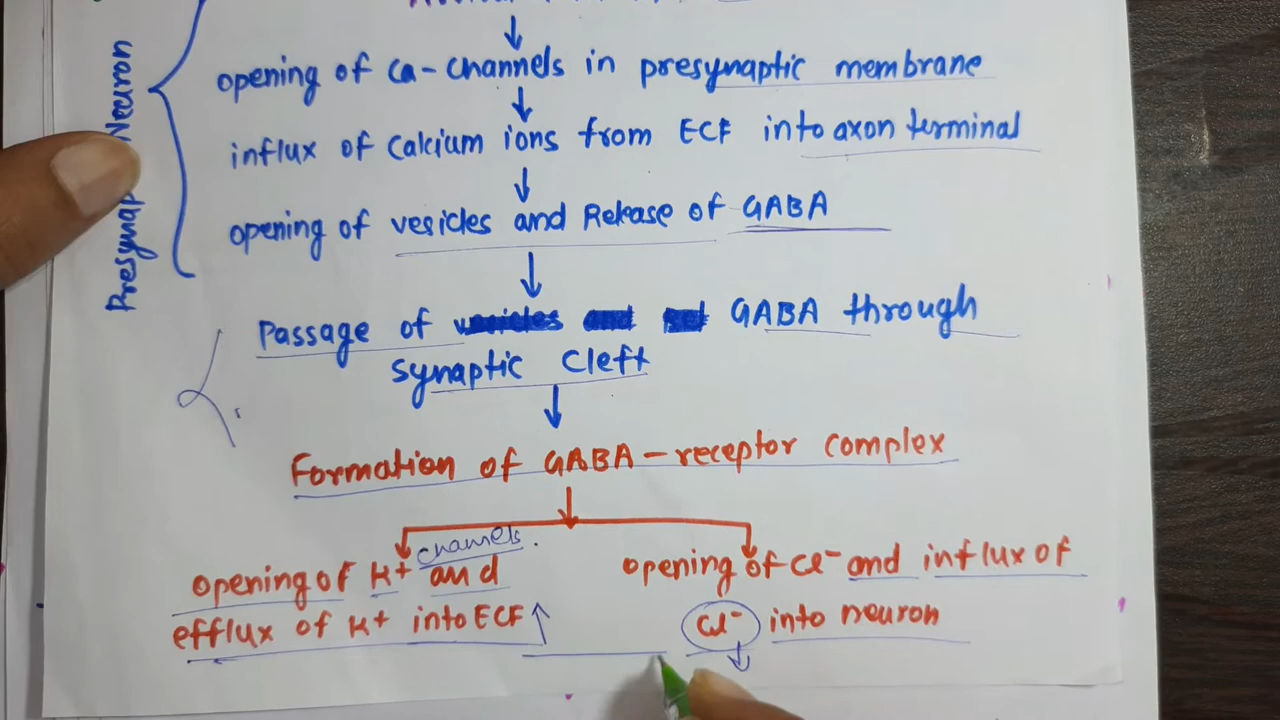 opening of Ca-channels in presynaptic membrane
influx of calcium ions from ECF into axon terminal
opening of vesicles and Release of GABA
Passage of GABA through
synaptic Cleft
Formation of GABA-receptor complex
channels.
opening of K+ and
efflux of K+ into ECF ↑
opening of Cl- and influx of
Cl- into neuron
Neuron